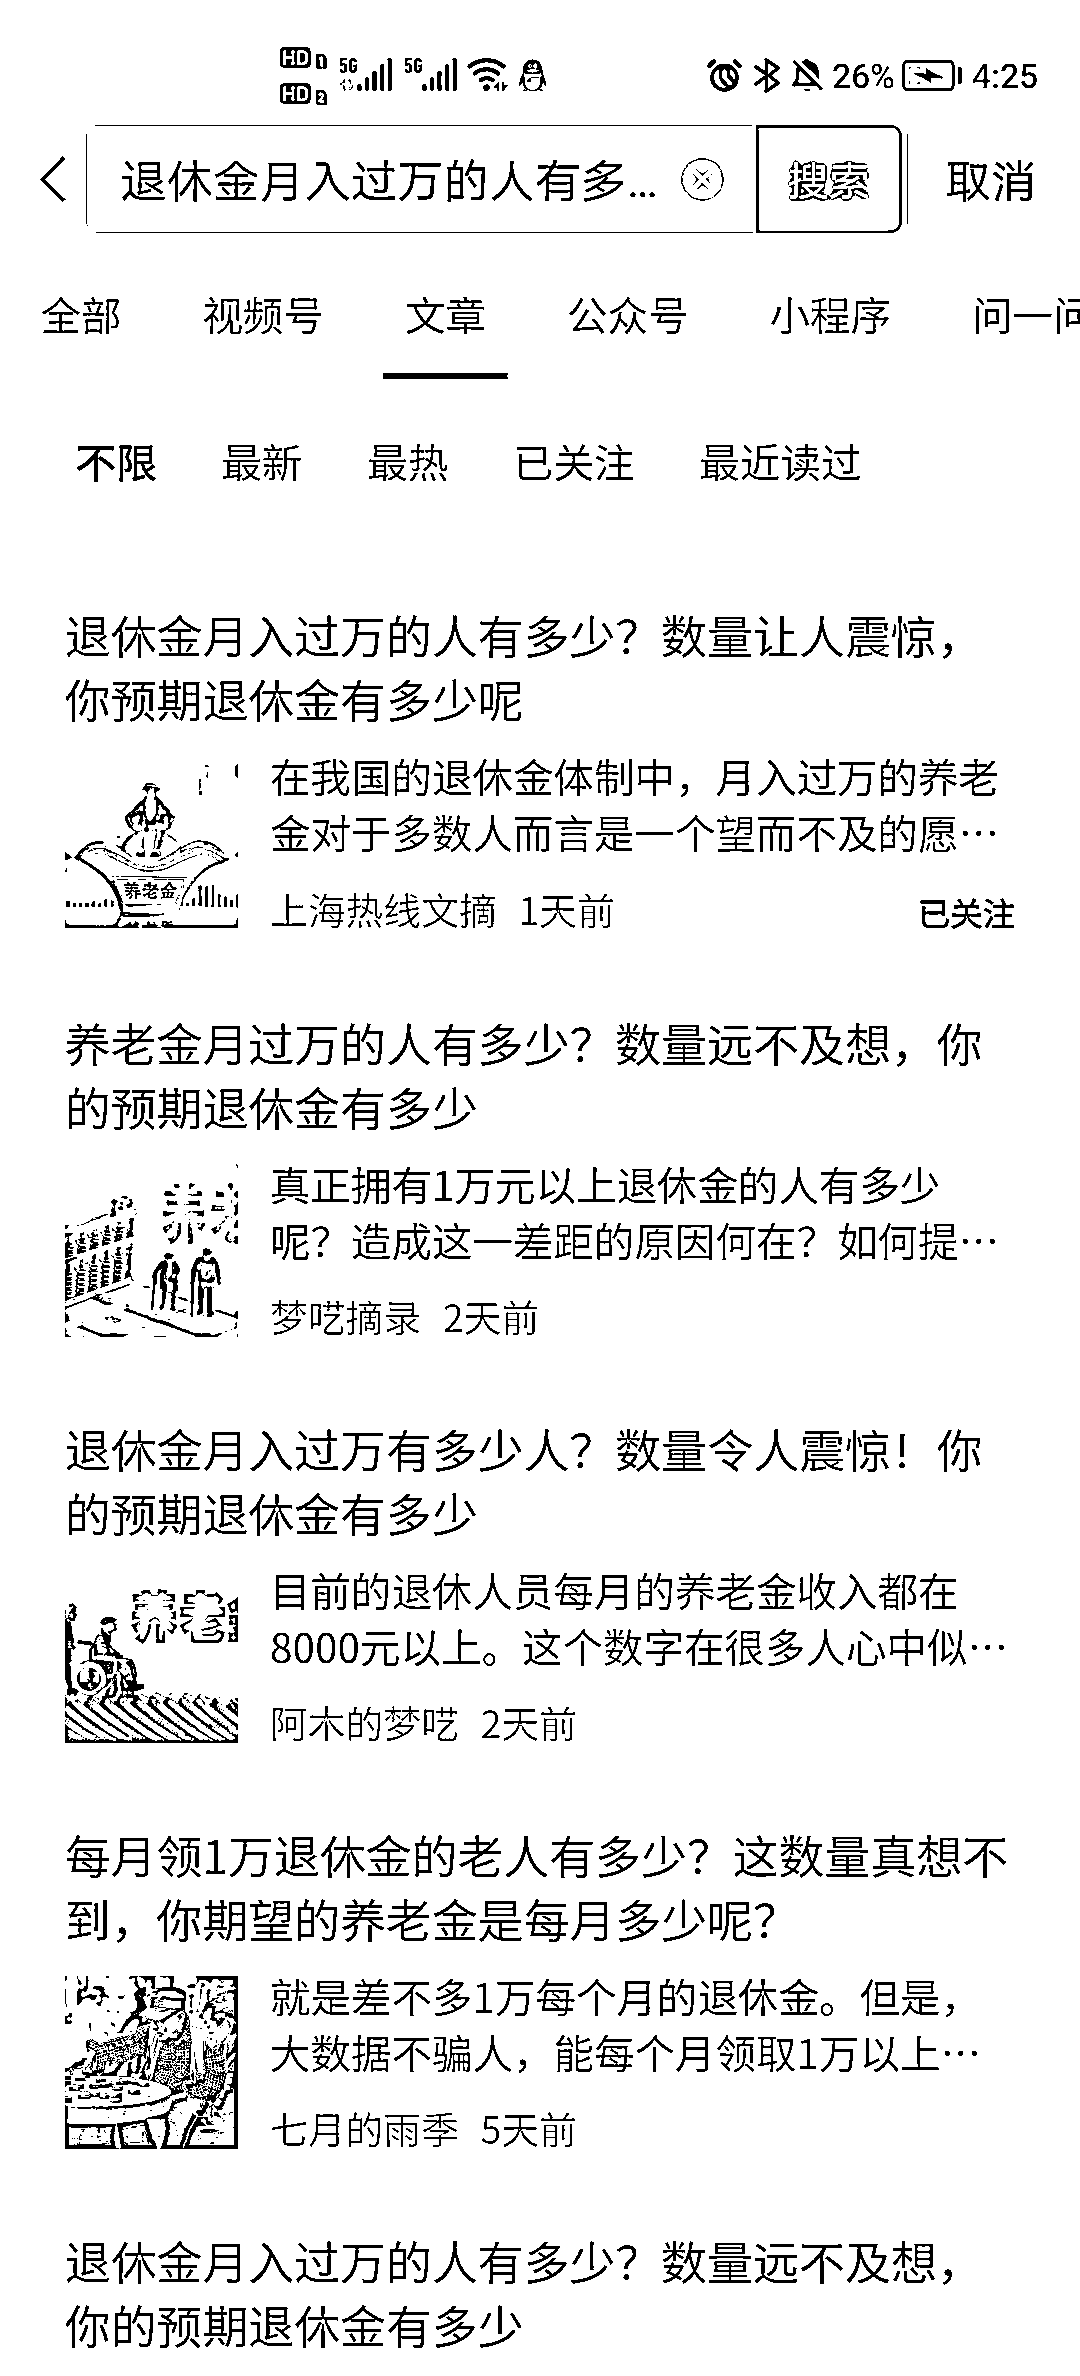 HD 1 5G 5G 26% 4:25
HD 2
退休金月入过万的人有多... 搜索 取消
全部 视频号 文章 公众号 小程序 问一问
不限 最新 最热 已关注 最近读过
退休金月入过万的人有多少？数量让人震惊，
你预期退休金有多少呢
在我国的退休金体制中，月入过万的养老
金对于多数人而言是一个望而不及的愿…
养老金
上海热线文摘 1天前 已关注
养老金月过万的人有多少？数量远不及想，你
的预期退休金有多少
真正拥有1万元以上退休金的人有多少
养老
呢？造成这一差距的原因何在？如何提…
梦呓摘录 2天前
退休金月入过万有多少人？数量令人震惊！你
的预期退休金有多少
目前的退休人员每月的养老金收入都在
养老
8000元以上。这个数字在很多人心中似…
阿木的梦呓 2天前
每月领1万退休金的老人有多少？这数量真想不
到，你期望的养老金是每月多少呢？
就是差不多1万每个月的退休金。但是，
大数据不骗人，能每个月领取1万以上…
七月的雨季 5天前
退休金月入过万的人有多少？数量远不及想，
你的预期退休金有多少